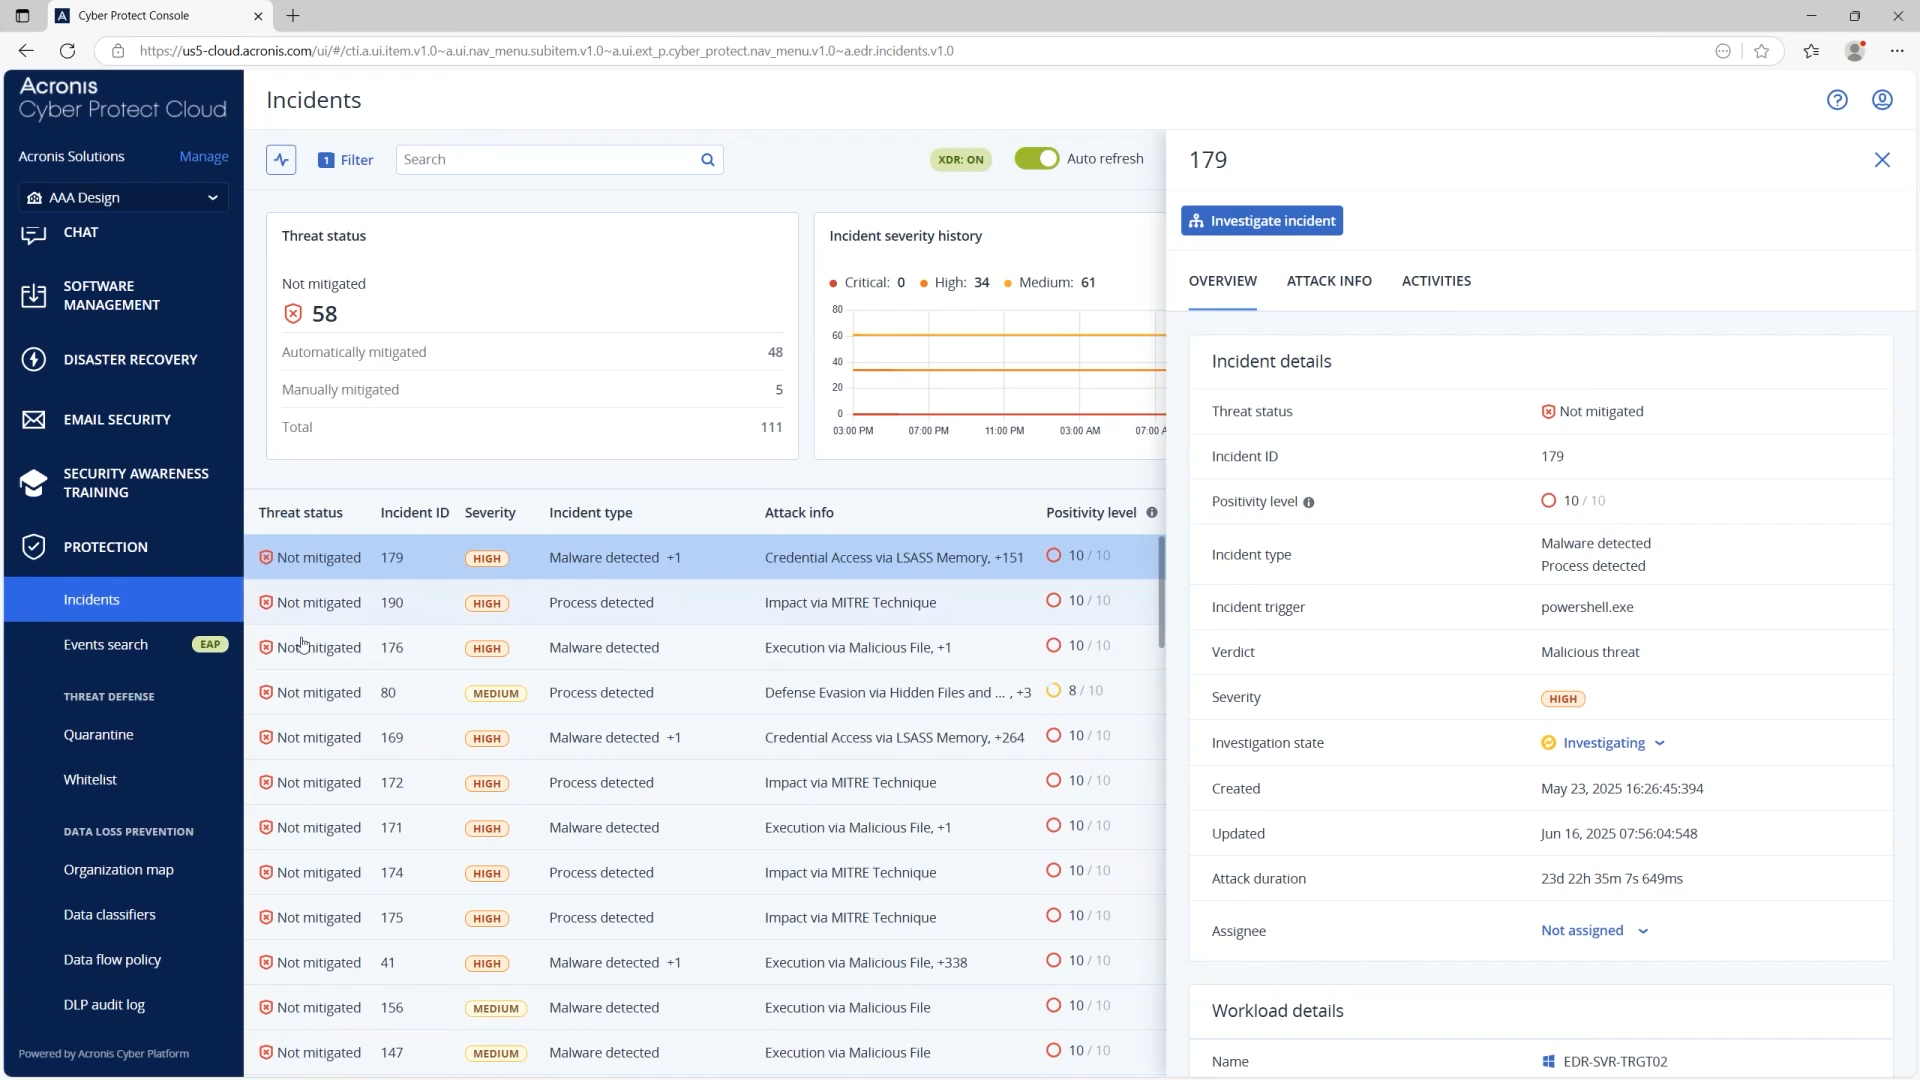 Cyber Protect Console
https://us5-cloud.acronis.com/ui/#/cti.a.ui.item.v1.0~a.ui.nav_menu.subitem.v1.0~a.ui.ext_p.cyber_protect.nav_menu.v1.0~a.edr.incidents.v1.0
Acronis
Cyber Protect Cloud
Acronis Solutions Manage
AAA Design
CHAT
SOFTWARE
MANAGEMENT
DISASTER RECOVERY
EMAIL SECURITY
SECURITY AWARENESS
TRAINING
PROTECTION
Incidents
Events search EAP
THREAT DEFENSE
Quarantine
Whitelist
DATA LOSS PREVENTION
Organization map
Data classifiers
Data flow policy
DLP audit log
Powered by Acronis Cyber Platform
Incidents
1 Filter Search XDR: ON Auto refresh
Threat status
Not mitigated
58
Automatically mitigated 48
Manually mitigated 5
Total 111
Incident severity history
Critical: 0 High: 34 Medium: 61
80
60
40
20
0
03:00 PM 07:00 PM 11:00 PM 03:00 AM 07:00 A
Threat status Incident ID Severity Incident type Attack info Positivity level
Not mitigated 179 HIGH Malware detected +1 Credential Access via LSASS Memory, +151 10 / 10
Not mitigated 190 HIGH Process detected Impact via MITRE Technique 10 / 10
Not mitigated 176 HIGH Malware detected Execution via Malicious File, +1 10 / 10
Not mitigated 80 MEDIUM Process detected Defense Evasion via Hidden Files and ... , +3 8 / 10
Not mitigated 169 HIGH Malware detected +1 Credential Access via LSASS Memory, +264 10 / 10
Not mitigated 172 HIGH Process detected Impact via MITRE Technique 10 / 10
Not mitigated 171 HIGH Malware detected Execution via Malicious File, +1 10 / 10
Not mitigated 174 HIGH Process detected Impact via MITRE Technique 10 / 10
Not mitigated 175 HIGH Process detected Impact via MITRE Technique 10 / 10
Not mitigated 41 HIGH Malware detected +1 Execution via Malicious File, +338 10 / 10
Not mitigated 156 MEDIUM Malware detected Execution via Malicious File 10 / 10
Not mitigated 147 MEDIUM Malware detected Execution via Malicious File 10 / 10
179
Investigate incident
OVERVIEW ATTACK INFO ACTIVITIES
Incident details
Threat status Not mitigated
Incident ID 179
Positivity level 10 / 10
Incident type Malware detected
Process detected
Incident trigger powershell.exe
Verdict Malicious threat
Severity HIGH
Investigation state Investigating
Created May 23, 2025 16:26:45:394
Updated Jun 16, 2025 07:56:04:548
Attack duration 23d 22h 35m 7s 649ms
Assignee Not assigned
Workload details
Name EDR-SVR-TRGT02